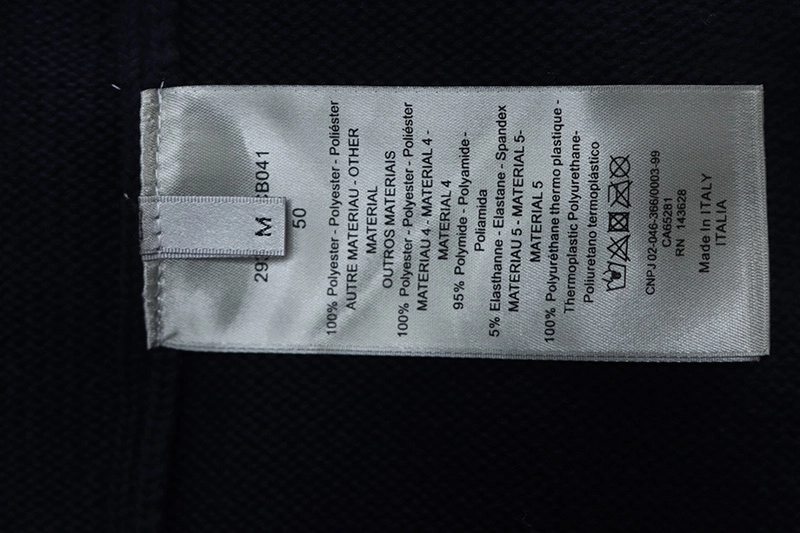 M
50
100% Polyester - Polyester - Poliéster
AUTRE MATERIAU - OTHER
MATERIAL
OUTROS MATERIAIS
100% Polyester - Polyester - Poliéster
MATERIAU 4 - MATERIAL 4 -
MATERIAL 4
95% Polymide - Polyamide -
Poliamida
5% Elasthanne - Elastane - Spandex
MATERIAU 5 - MATERIAL 5-
MATERIAL 5
100% Polyuréthane thermo plastique -
Thermoplastic Polyurethane-
Poliuretano termoplástico
CNPJ 02-046-366/0003-99
CA65281
RN 143628
Made In ITALY
ITALIA